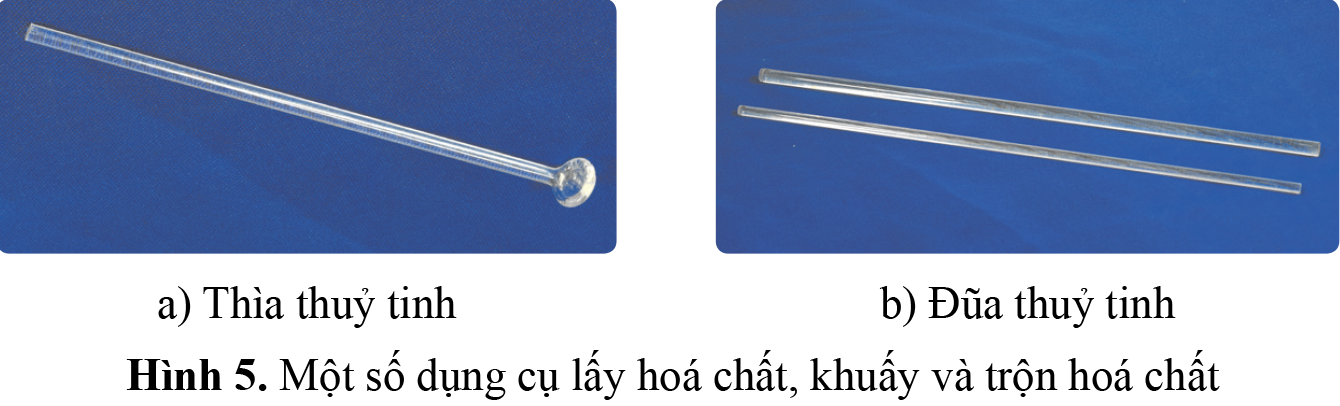 a) Thìa thuỷ tinh
b) Đũa thuỷ tinh
Hình 5. Một số dụng cụ lấy hoá chất, khuấy và trộn hoá chất